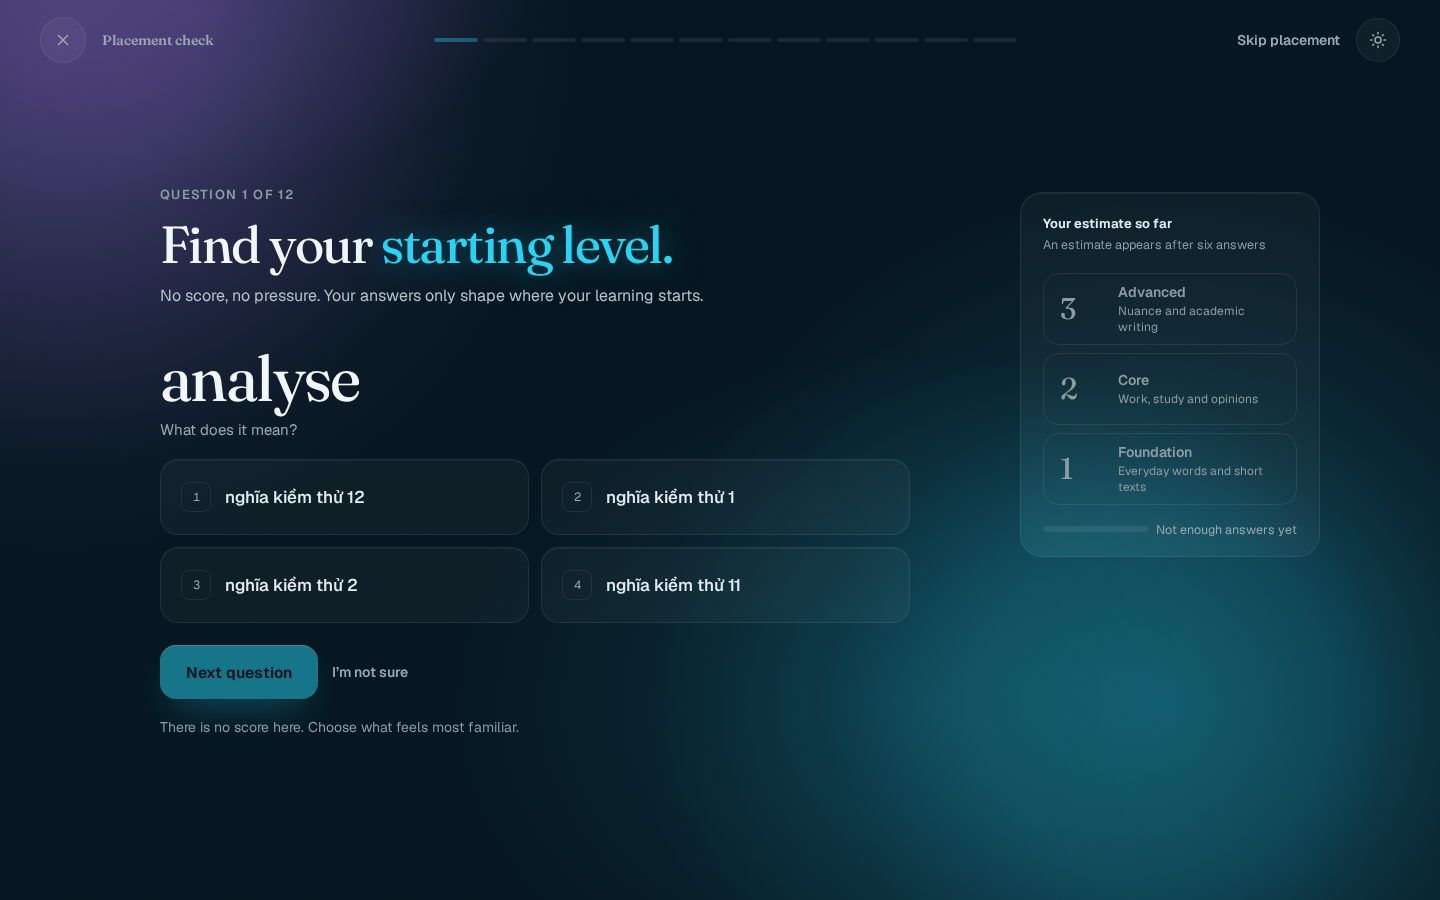 Placement check
Skip placement
QUESTION 1 OF 12
Find your starting level.
No score, no pressure. Your answers only shape where your learning starts.
analyse
What does it mean?
1 nghĩa kiểm thử 12
2 nghĩa kiểm thử 1
3 nghĩa kiểm thử 2
4 nghĩa kiểm thử 11
Next question
I'm not sure
There is no score here. Choose what feels most familiar.
Your estimate so far
An estimate appears after six answers
3
Advanced
Nuance and academic
writing
2
Core
Work, study and opinions
1
Foundation
Everyday words and short
texts
Not enough answers yet